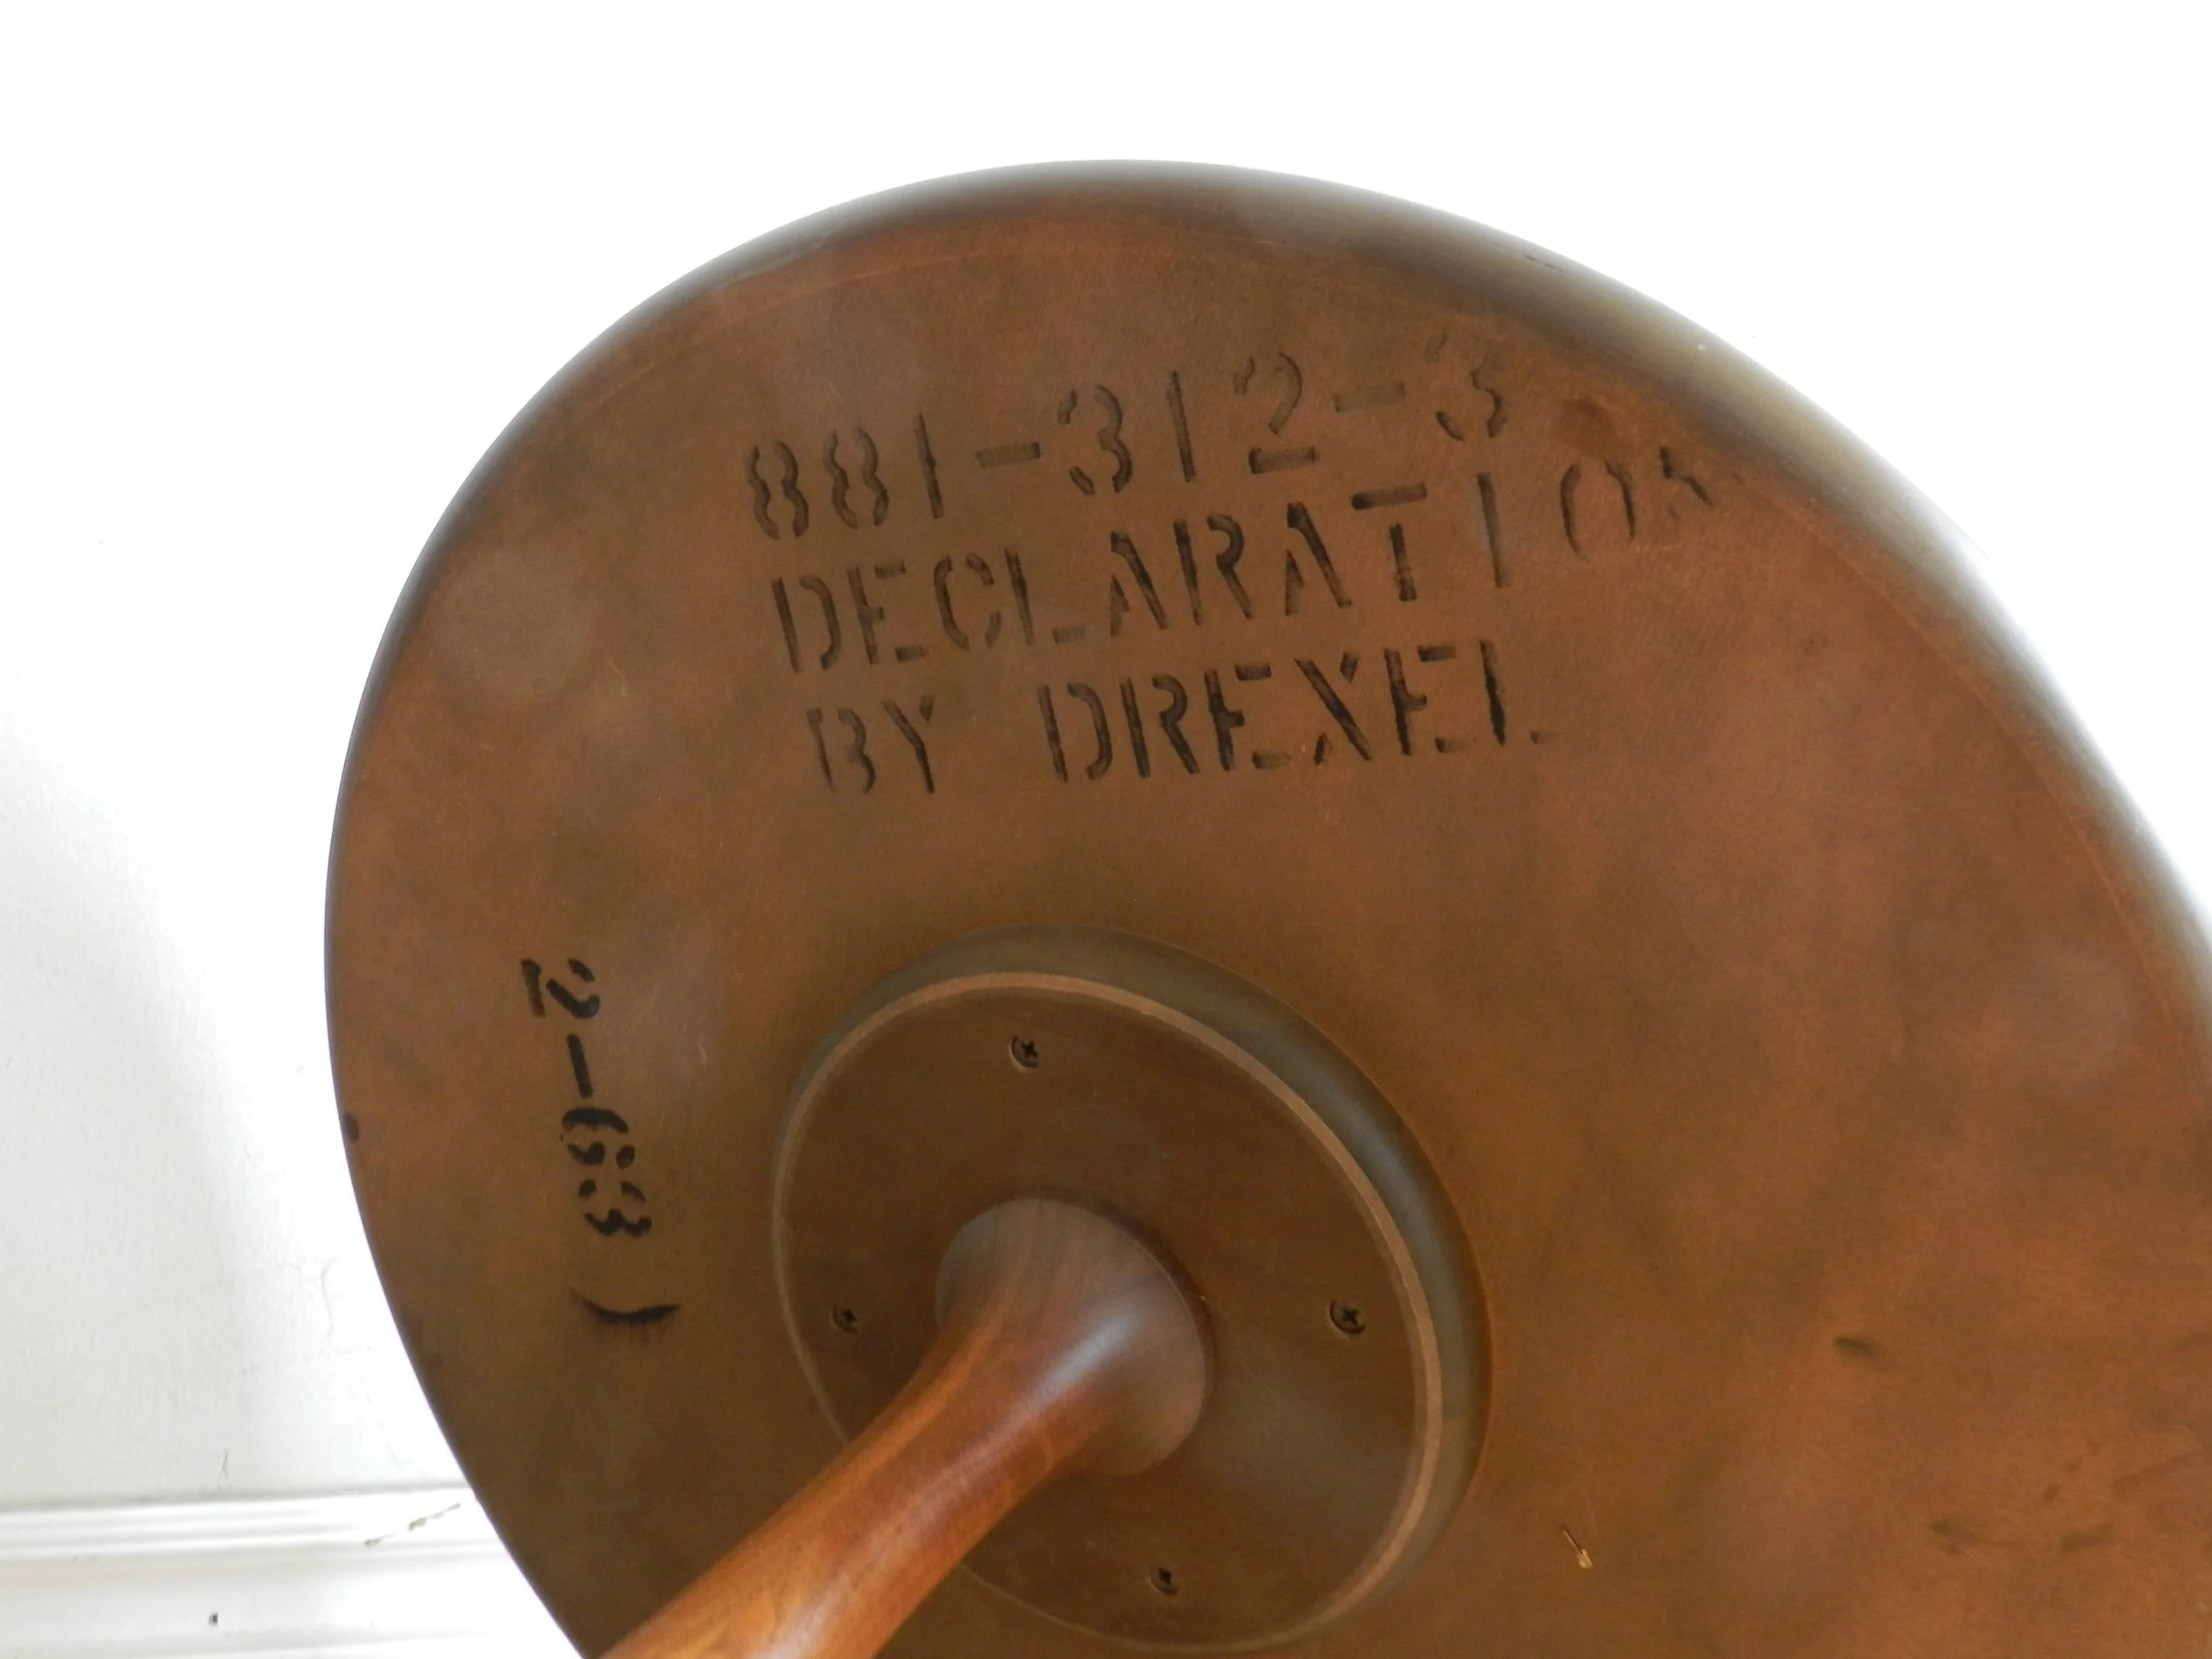 881-312-3
DECLARATION
BY DREXEL
2-63)